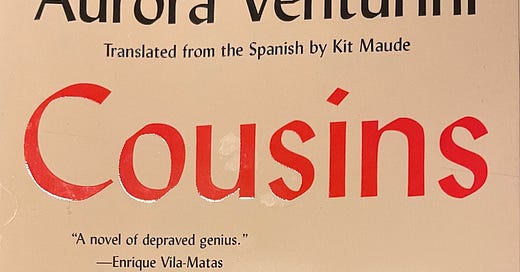 Aurora Venturini
Translated from the Spanish by Kit Maude
Cousins
“A novel of depraved genius.”
—Enrique Vila-Matas